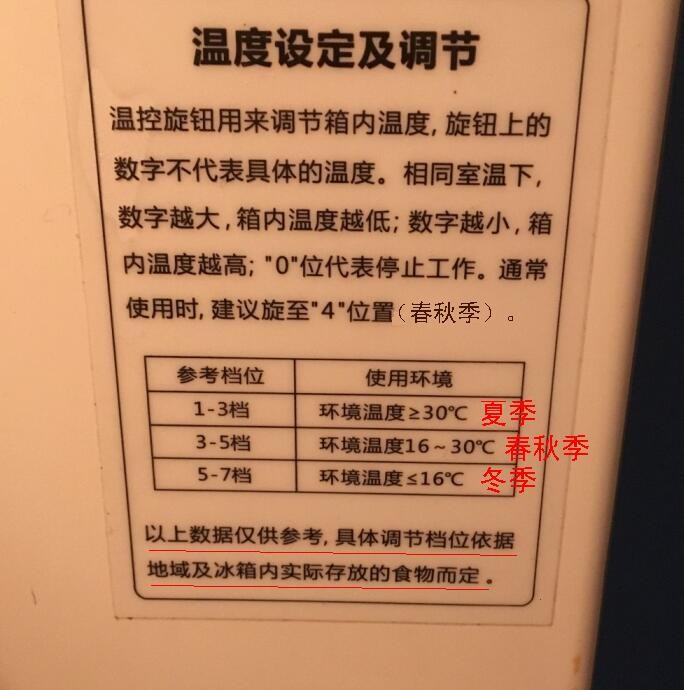 温度设定及调节
温控旋钮用来调节箱内温度,旋钮上的
数字不代表具体的温度。相同室温下,
数字越大,箱内温度越低;数字越小,箱
内温度越高;"0"位代表停止工作。通常
使用时,建议旋至"4"位置(春秋季)。
参考档位 使用环境
1-3档 环境温度≥30℃ 夏季
3-5档 环境温度16~30℃ 春秋季
5-7档 环境温度≤16℃ 冬季
以上数据仅供参考,具体调节档位依据
地域及冰箱内实际存放的食物而定。